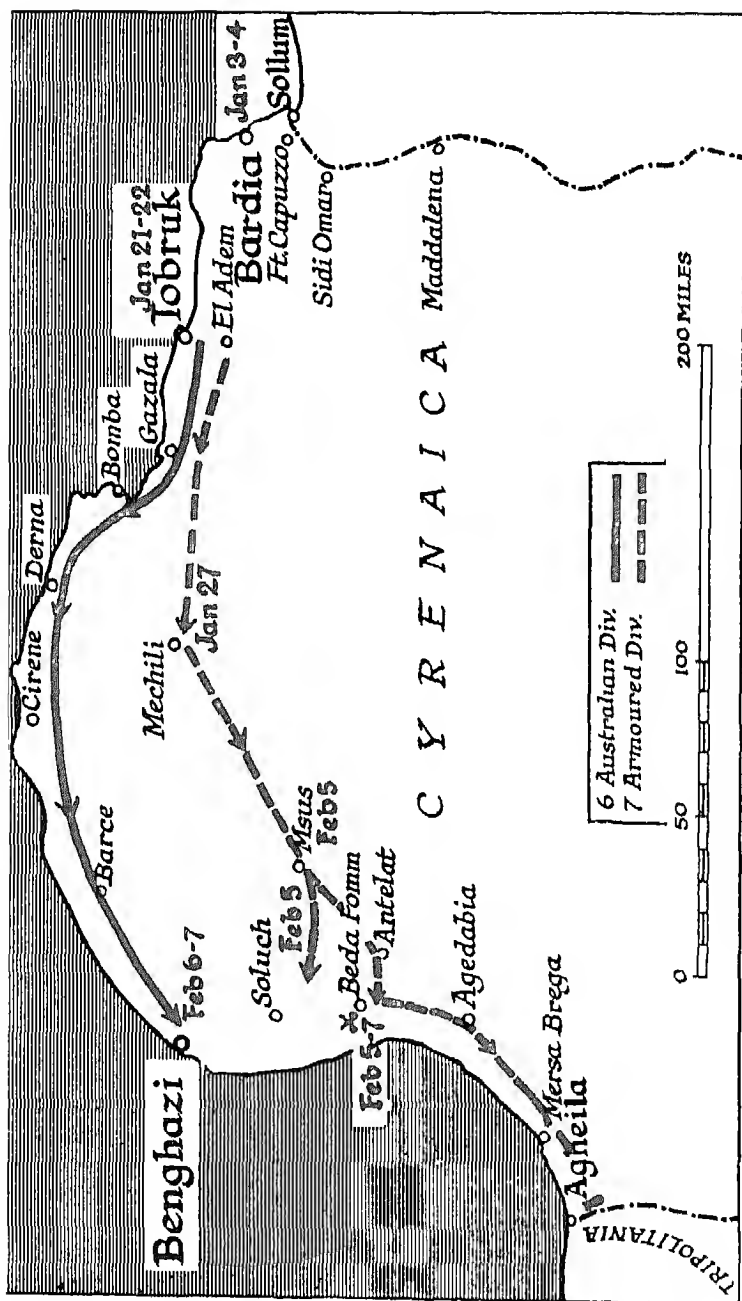 Jan 3-4
Sollum
Bardia
Ft. Capuzzo
Sidi Omar
Maddalena
Jan 21-22
Tobruk
El Adem
Gazala
Bomba
Derna
Cirene
Mechili
Jan 27
Barce
Msus
Feb 5
Feb 5
Soluch
Beda Fomm
Antelat
Feb 5-7
Benghazi
Feb 6-7
Agedabia
Mersa Brega
Agheila
TRIPOLITANIA
CYRENAICA
6 Australian Div.
7 Armoured Div.
0 50 100 200 MILES